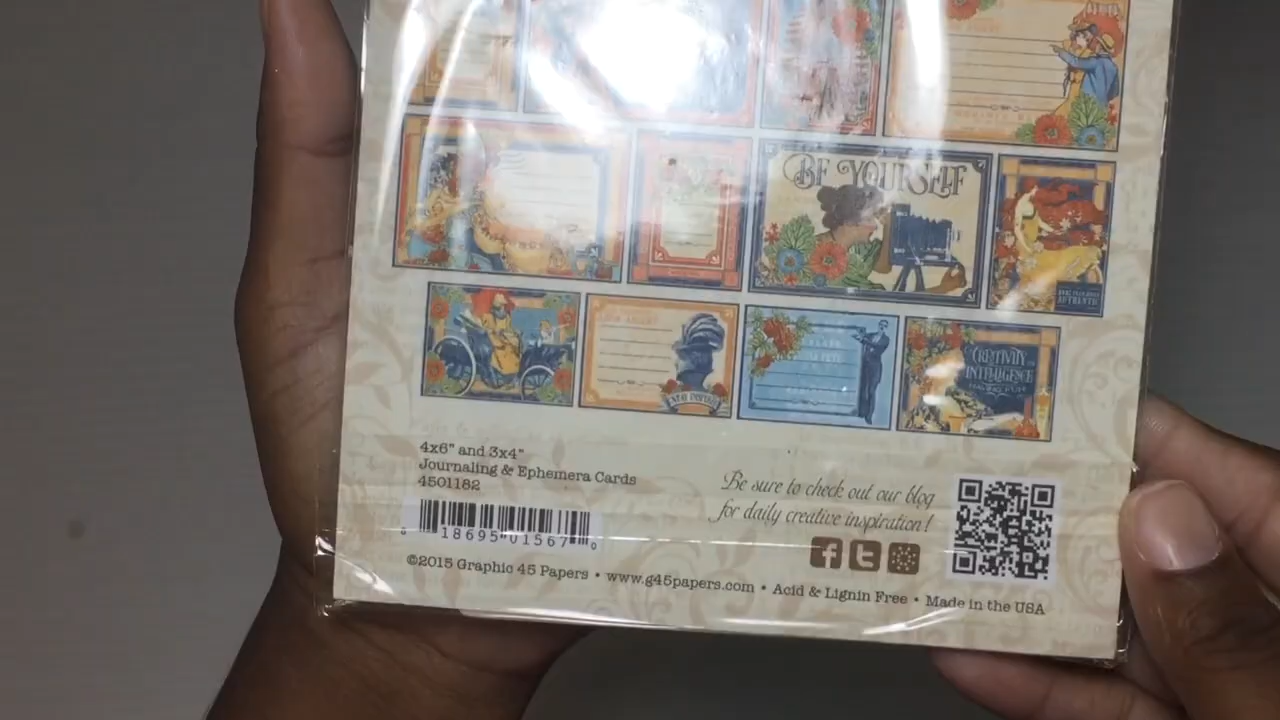 BE YOURSELF
AUTHENTIC
CREATIVITY
INTELLIGENCE
4x6" and 3x4"
Journaling & Ephemera Cards
4501182
18695 01567
Be sure to check out our blog
for daily creative inspiration!
©2015 Graphic 45 Papers • www.g45papers.com • Acid & Lignin Free • Made in the USA